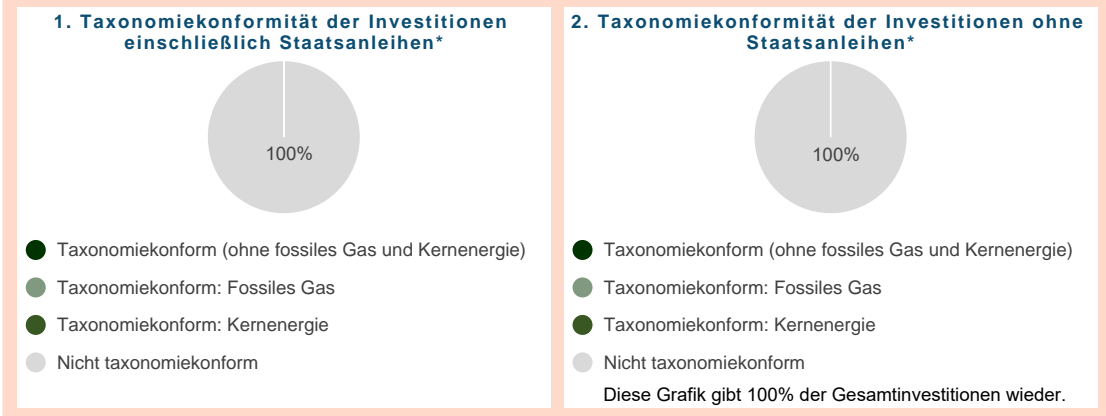 1. Taxonomiekonformität der Investitionen
einschließlich Staatsanleihen*
100%
Taxonomiekonform (ohne fossiles Gas und Kernenergie)
Taxonomiekonform: Fossiles Gas
Taxonomiekonform: Kernenergie
Nicht taxonomiekonform
2. Taxonomiekonformität der Investitionen ohne
Staatsanleihen*
100%
Taxonomiekonform (ohne fossiles Gas und Kernenergie)
Taxonomiekonform: Fossiles Gas
Taxonomiekonform: Kernenergie
Nicht taxonomiekonform
Diese Grafik gibt 100% der Gesamtinvestitionen wieder.